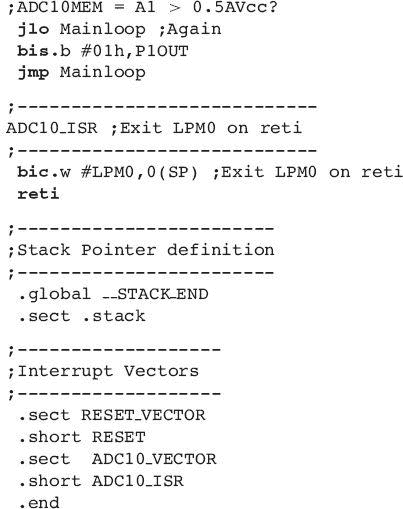 ;ADC10MEM = A1 > 0.5AVcc?
jlo Mainloop ;Again
bis.b #01h,P1OUT
jmp Mainloop
;----------------------------
ADC10_ISR ;Exit LPM0 on reti
;----------------------------
bic.w #LPM0,0(SP) ;Exit LPM0 on reti
reti
;------------------------
;Stack Pointer definition
;------------------------
.global __STACK_END
.sect .stack
;-------------------
;Interrupt Vectors
;-------------------
.sect RESET_VECTOR
.short RESET
.sect  ADC10_VECTOR
.short ADC10_ISR
.end